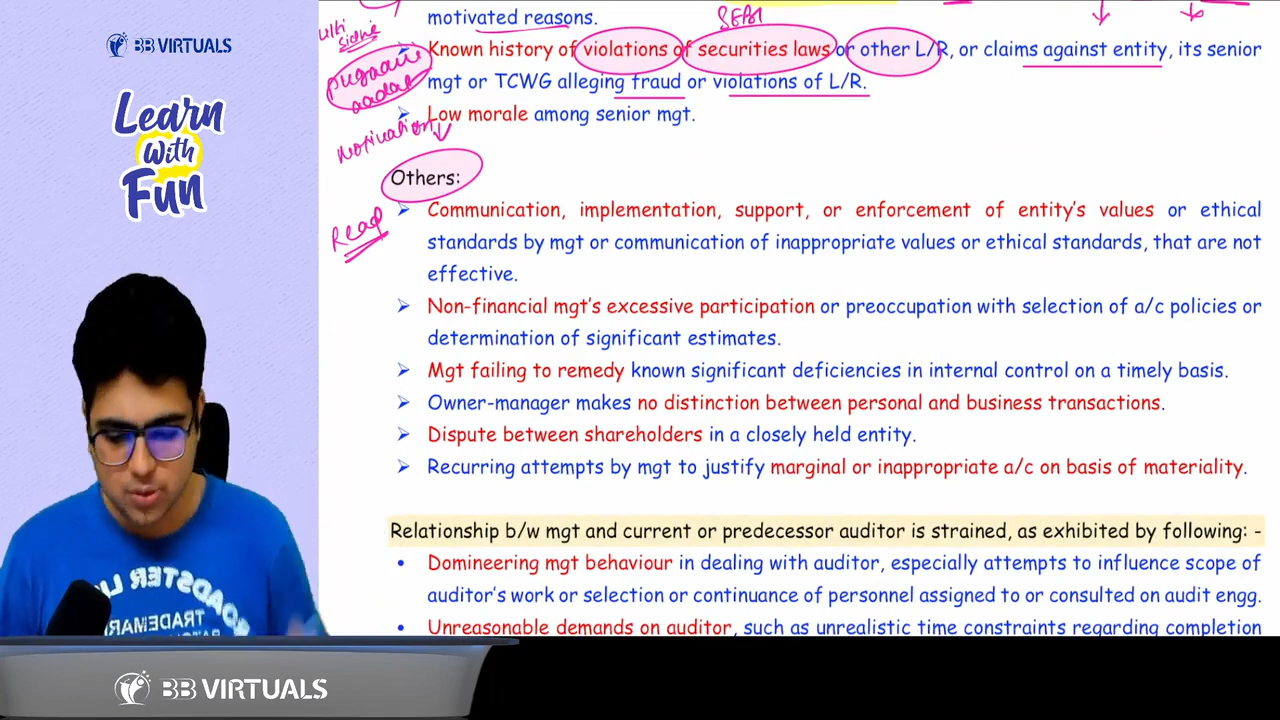 BB VIRTUALS
Learn
With
Fun
motivated reasons.
SEBI
Known history of violations of securities laws or other L/R, or claims against entity, its senior
mgt or TCWG alleging fraud or violations of L/R.
Low morale among senior mgt.
motivation
Others:
Read
Communication, implementation, support, or enforcement of entity's values or ethical
standards by mgt or communication of inappropriate values or ethical standards, that are not
effective.
Non-financial mgt's excessive participation or preoccupation with selection of a/c policies or
determination of significant estimates.
Mgt failing to remedy known significant deficiencies in internal control on a timely basis.
Owner-manager makes no distinction between personal and business transactions.
Dispute between shareholders in a closely held entity.
Recurring attempts by mgt to justify marginal or inappropriate a/c on basis of materiality.
Relationship b/w mgt and current or predecessor auditor is strained, as exhibited by following: -
Domineering mgt behaviour in dealing with auditor, especially attempts to influence scope of
auditor's work or selection or continuance of personnel assigned to or consulted on audit engg.
Unreasonable demands on auditor, such as unrealistic time constraints regarding completion
ROADSTER
TRADEMAR
BB VIRTUALS